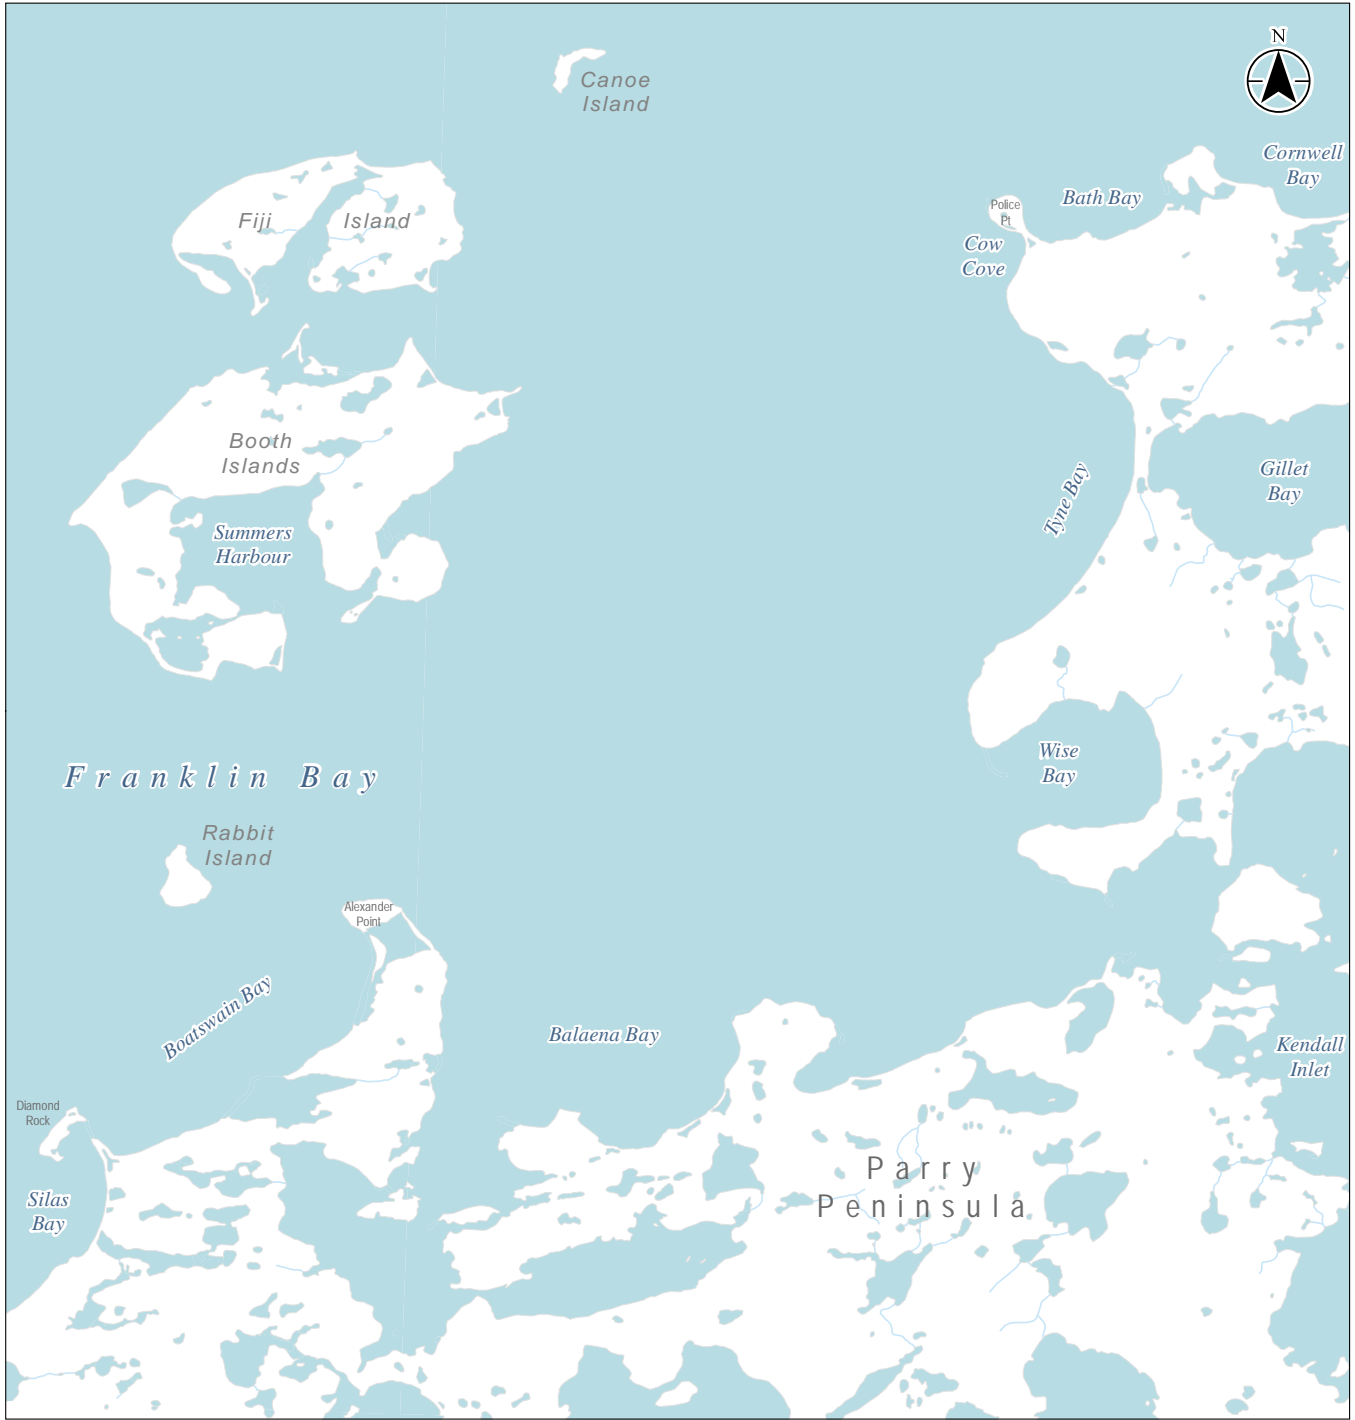 N
Canoe
Island
Cornwell
Bay
Bath Bay
Police
Pt
Fiji Island
Cow
Cove
Booth
Islands
Gillet
Bay
Tyne Bay
Summers
Harbour
Wise
Bay
Franklin Bay
Rabbit
Island
Alexander
Point
Boatswain Bay
Balaena Bay
Kendall
Inlet
Diamond
Rock
Parry
Peninsula
Silas
Bay